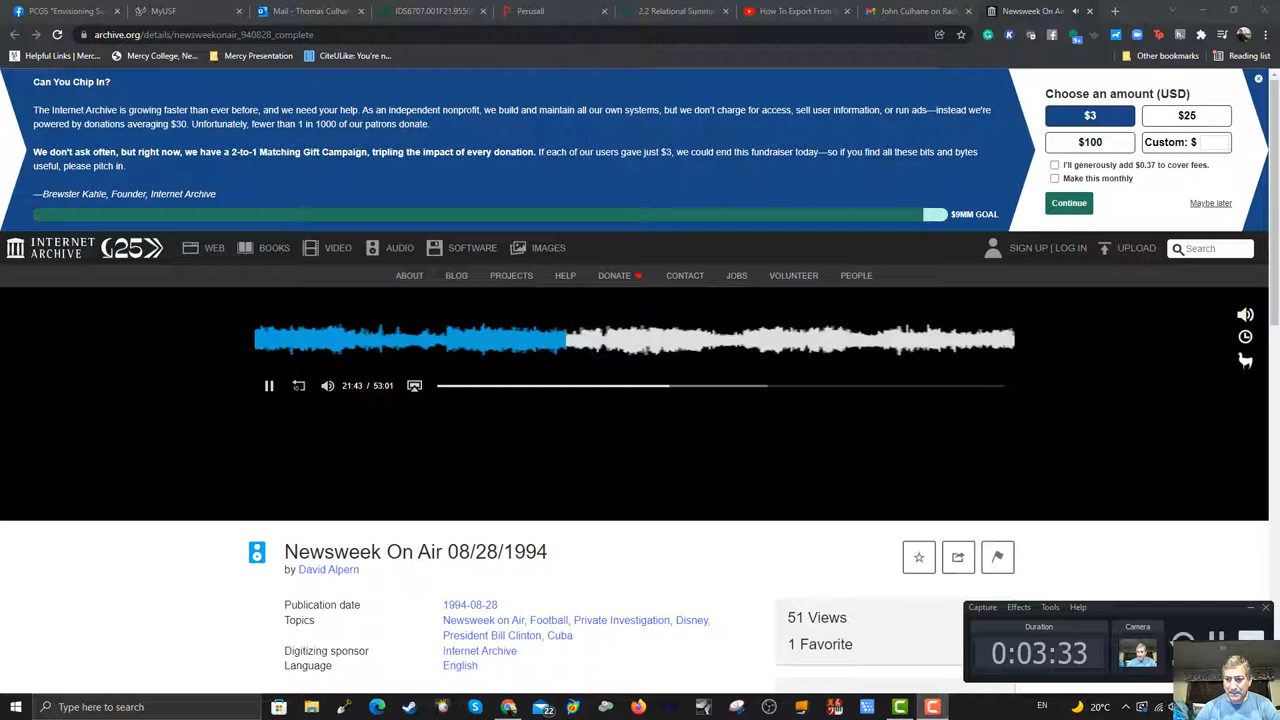 PCGS "Envisioning Su
MyUSF
Mail - Thomas Culhan
IDS6707.001F21.9550
Perusall
2.2 Relational Summe
How To Export From
John Culhane on Rad
Newsweek On Air
archive.org/details/newsweekonair_940828_complete
Helpful Links | Merc...
Mercy College, Ne...
Mercy Presentation
CiteULike: You're n...
Other bookmarks
Reading list
Can You Chip In?
The Internet Archive is growing faster than ever before, and we need your help. As an independent nonprofit, we build and maintain all our own systems, but we don't charge for access, sell user information, or run ads—instead we're
powered by donations averaging $30. Unfortunately, fewer than 1 in 1000 of our patrons donate.
We don't ask often, but right now, we have a 2-to-1 Matching Gift Campaign, tripling the impact of every donation. If each of our users gave just $3, we could end this fundraiser today—so if you find all these bits and bytes
useful, please pitch in.
—Brewster Kahle, Founder, Internet Archive
$9MM GOAL
Choose an amount (USD)
$3
$25
$100
Custom: $
I'll generously add $0.37 to cover fees.
Make this monthly
Continue
Maybe later
INTERNET
ARCHIVE
25
WEB
BOOKS
VIDEO
AUDIO
SOFTWARE
IMAGES
SIGN UP | LOG IN
UPLOAD
Search
ABOUT
BLOG
PROJECTS
HELP
DONATE
CONTACT
JOBS
VOLUNTEER
PEOPLE
10
21:43 / 53:01
Newsweek On Air 08/28/1994
by David Alpern
Publication date
1994-08-28
Topics
Newsweek on Air, Football, Private Investigation, Disney,
President Bill Clinton, Cuba
Digitizing sponsor
Internet Archive
Language
English
51 Views
1 Favorite
Capture
Effects
Tools
Help
Duration
Camera
0:03:33
Type here to search
22
EN
20°C